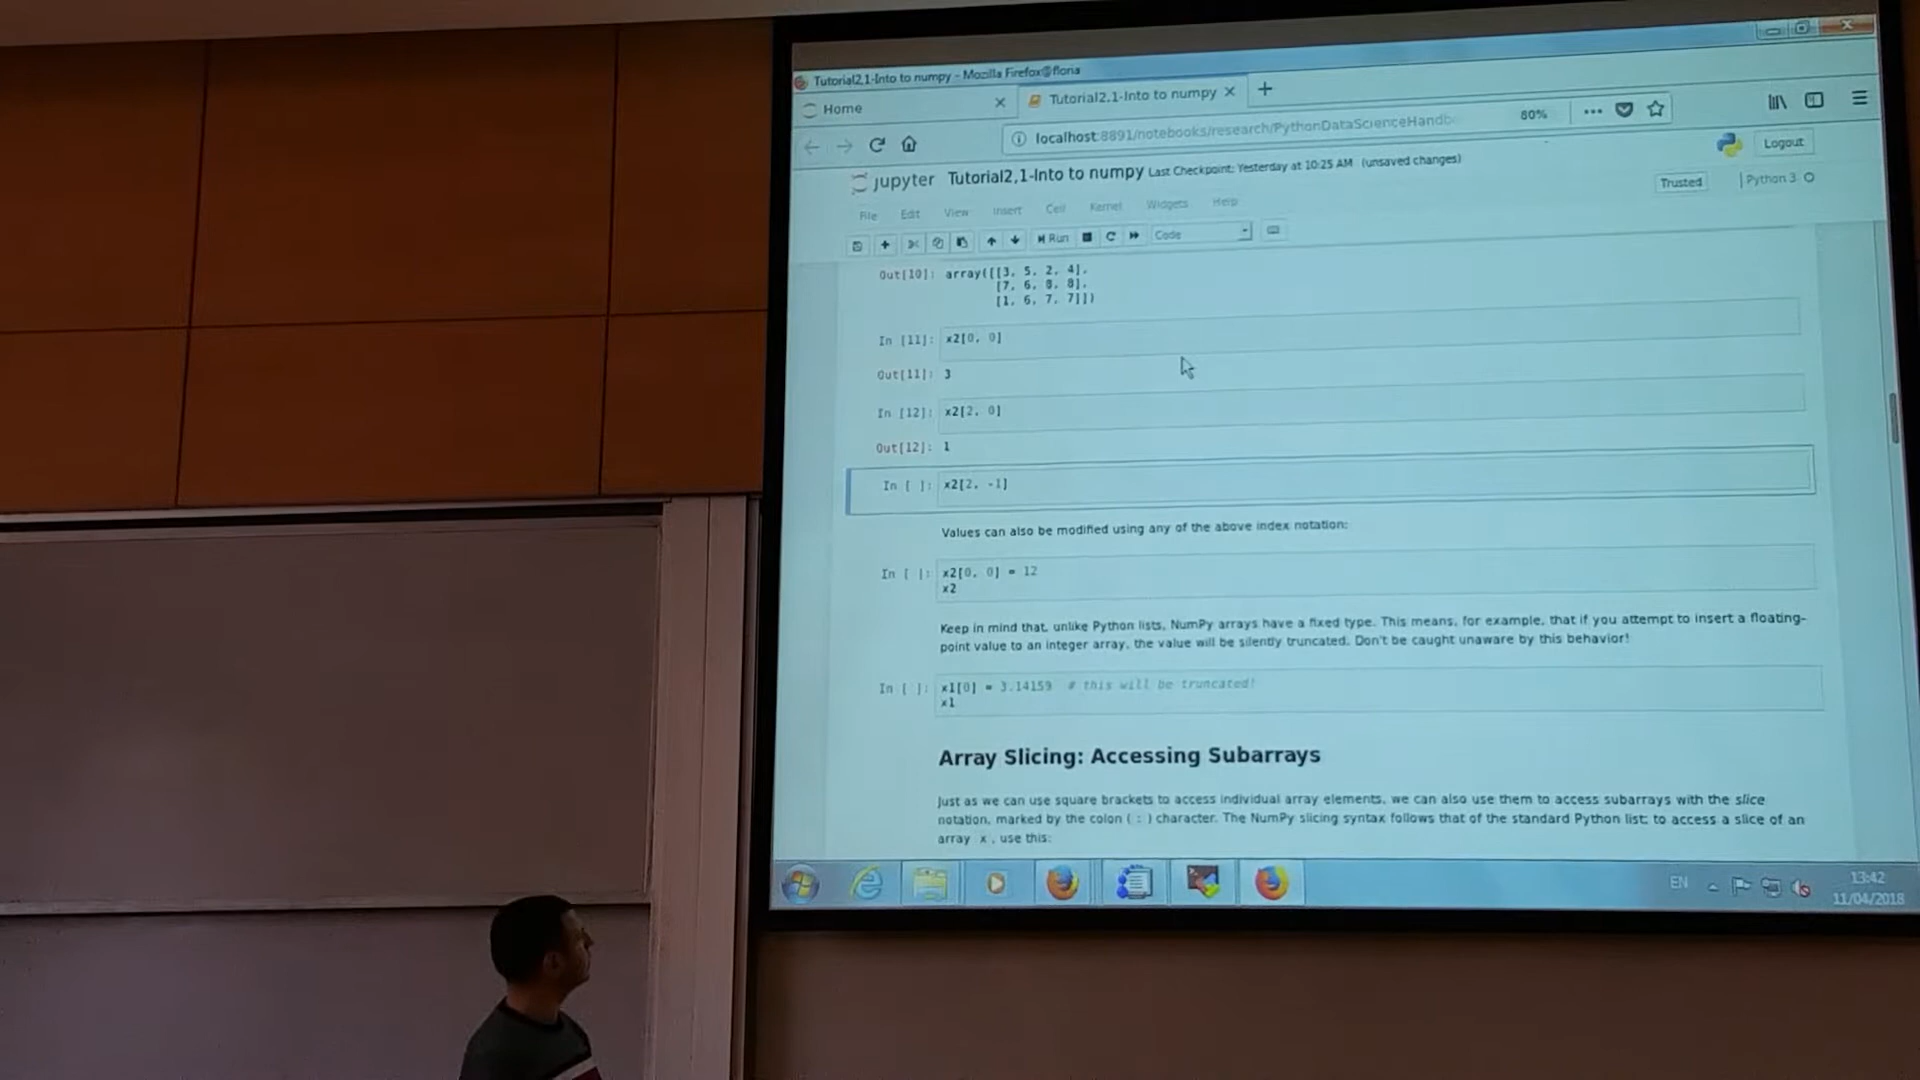 Tutorial2,1-Into to numpy - Mozilla Firefox@floria
Home
Tutorial2,1-Into to numpy
localhost:8891/notebooks/research/PythonDataScienceHandb
80%
jupyter Tutorial2,1-Into to numpy Last Checkpoint: Yesterday at 10:25 AM (unsaved changes)
Logout
File Edit View Insert Cell Kernel Widgets Help
Trusted
Python 3
Run
Code
Out[10]: array([[3, 5, 2, 4],
[7, 6, 8, 8],
[1, 6, 7, 7]])
In [11]: x2[0, 0]
Out[11]: 3
In [12]: x2[2, 0]
Out[12]: 1
In [ ]: x2[2, -1]
Values can also be modified using any of the above index notation:
In [ ]: x2[0, 0] = 12
x2
Keep in mind that, unlike Python lists, NumPy arrays have a fixed type. This means, for example, that if you attempt to insert a floating-
point value to an integer array, the value will be silently truncated. Don't be caught unaware by this behavior!
In [ ]: x1[0] = 3.14159 # this will be truncated!
x1
Array Slicing: Accessing Subarrays
Just as we can use square brackets to access individual array elements, we can also use them to access subarrays with the slice
notation, marked by the colon ( : ) character. The NumPy slicing syntax follows that of the standard Python list; to access a slice of an
array x , use this:
EN
13:42
11/04/2018